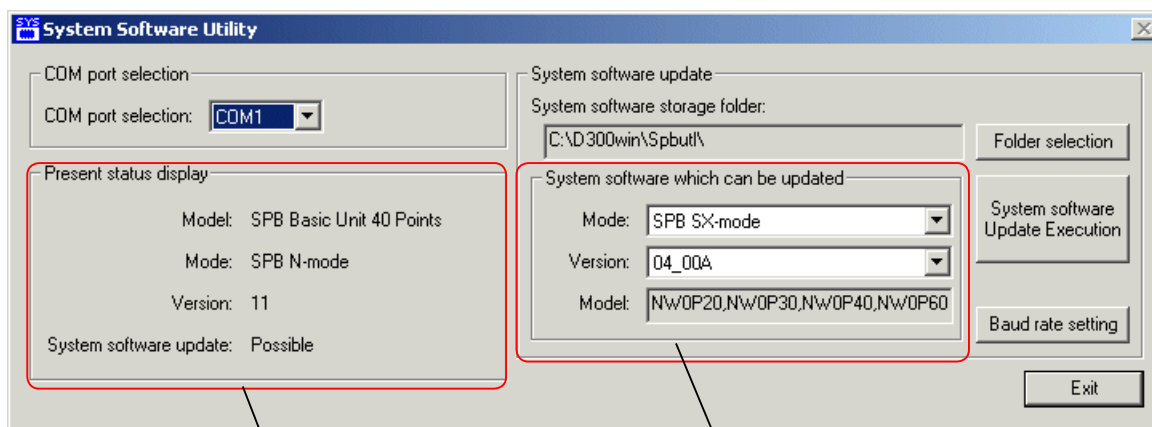 SYS
System Software Utility
COM port selection
COM port selection: COM1
Present status display
Model: SPB Basic Unit 40 Points
Mode: SPB N-mode
Version: 11
System software update: Possible
System software update
System software storage folder:
C:\D300win\Spbutl\
Folder selection
System software which can be updated
Mode: SPB SX-mode
Version: 04_00A
Model: NW0P20,NW0P30,NW0P40,NW0P60
System software
Update Execution
Baud rate setting
Exit